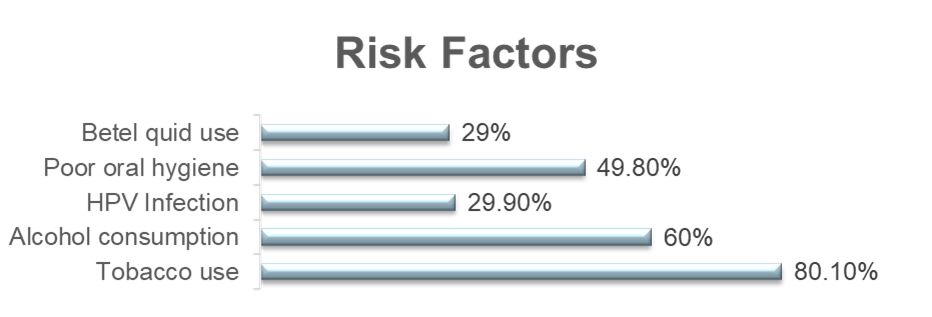 Risk Factors
Betel quid use 29%
Poor oral hygiene 49.80%
HPV Infection 29.90%
Alcohol consumption 60%
Tobacco use 80.10%